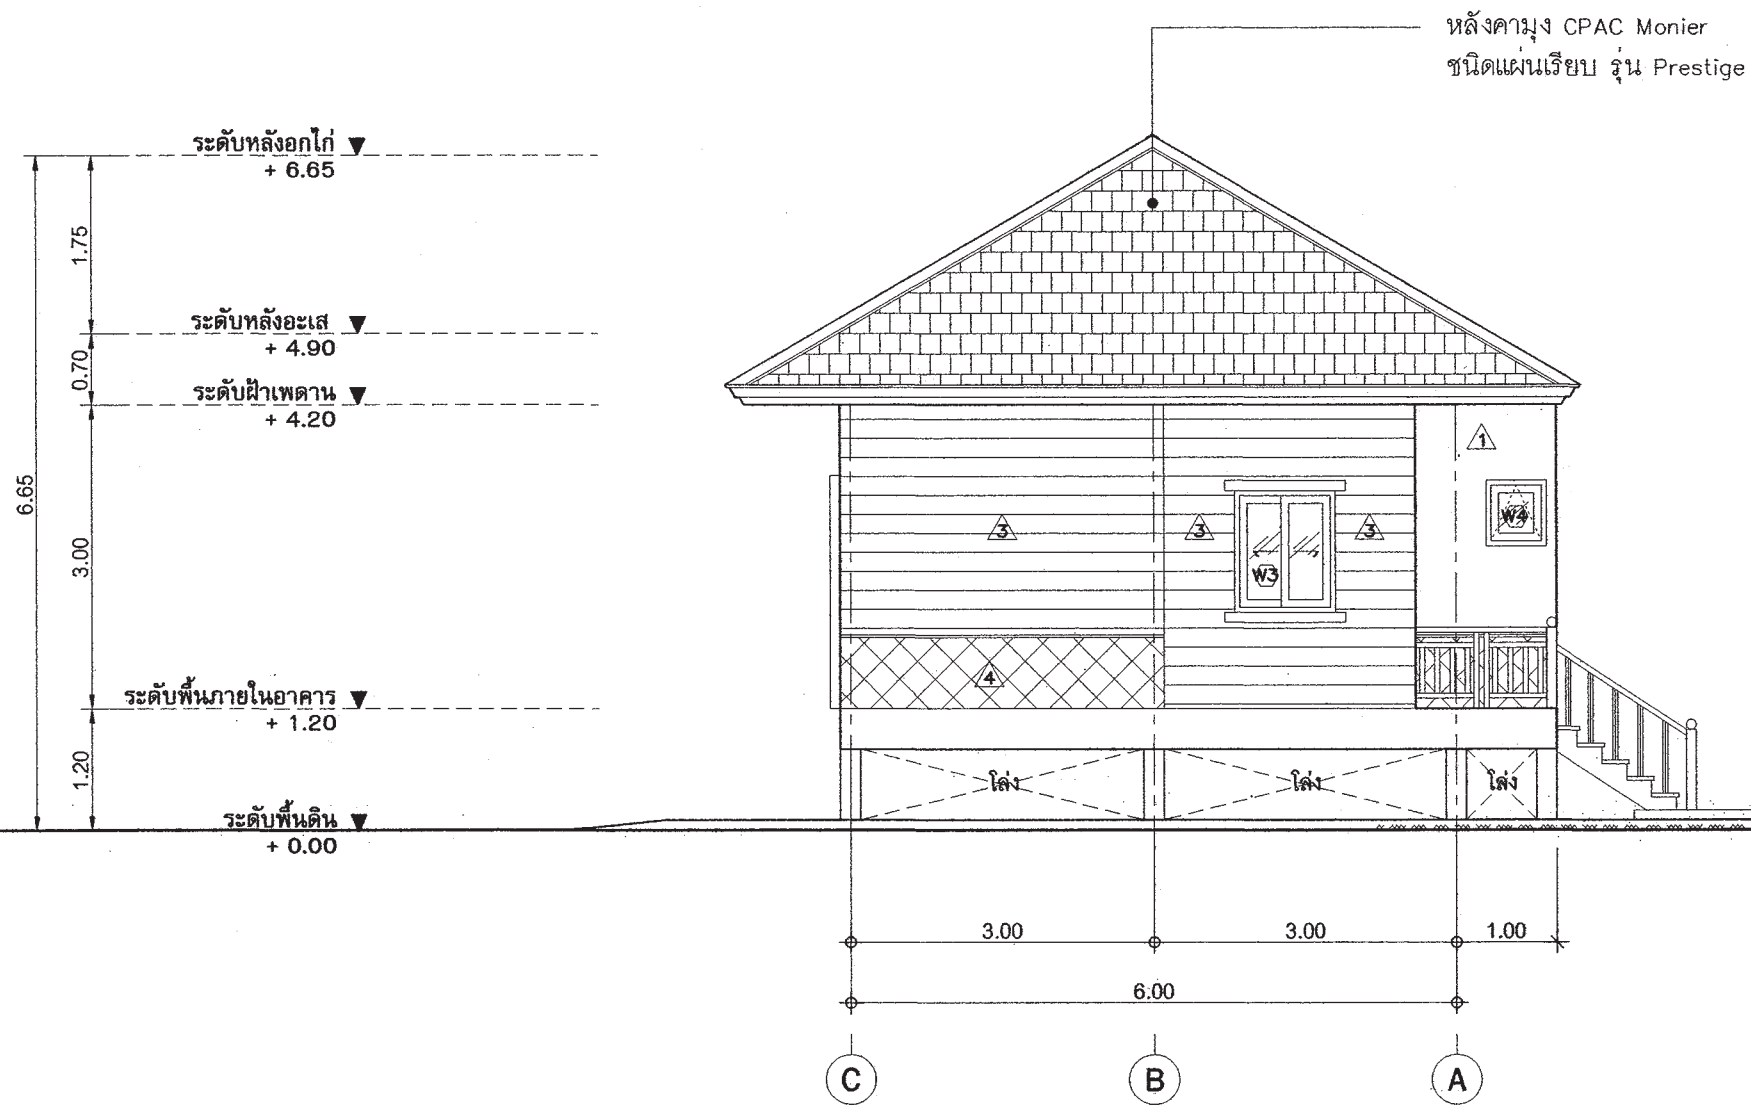 หลังคามุง CPAC Monier
ชนิดแผ่นเรียบ รุ่น Prestige
ระดับหลังอกไก่
+ 6.65
1.75
ระดับหลังอะเส
+ 4.90
0.70
ระดับฝ้าเพดาน
+ 4.20
6.65
3.00
ระดับพื้นภายในอาคาร
+ 1.20
1.20
ระดับพื้นดิน
+ 0.00
1
3
3
3
W4
W3
4
โล่ง
โล่ง
โล่ง
3.00
3.00
1.00
6.00
C
B
A